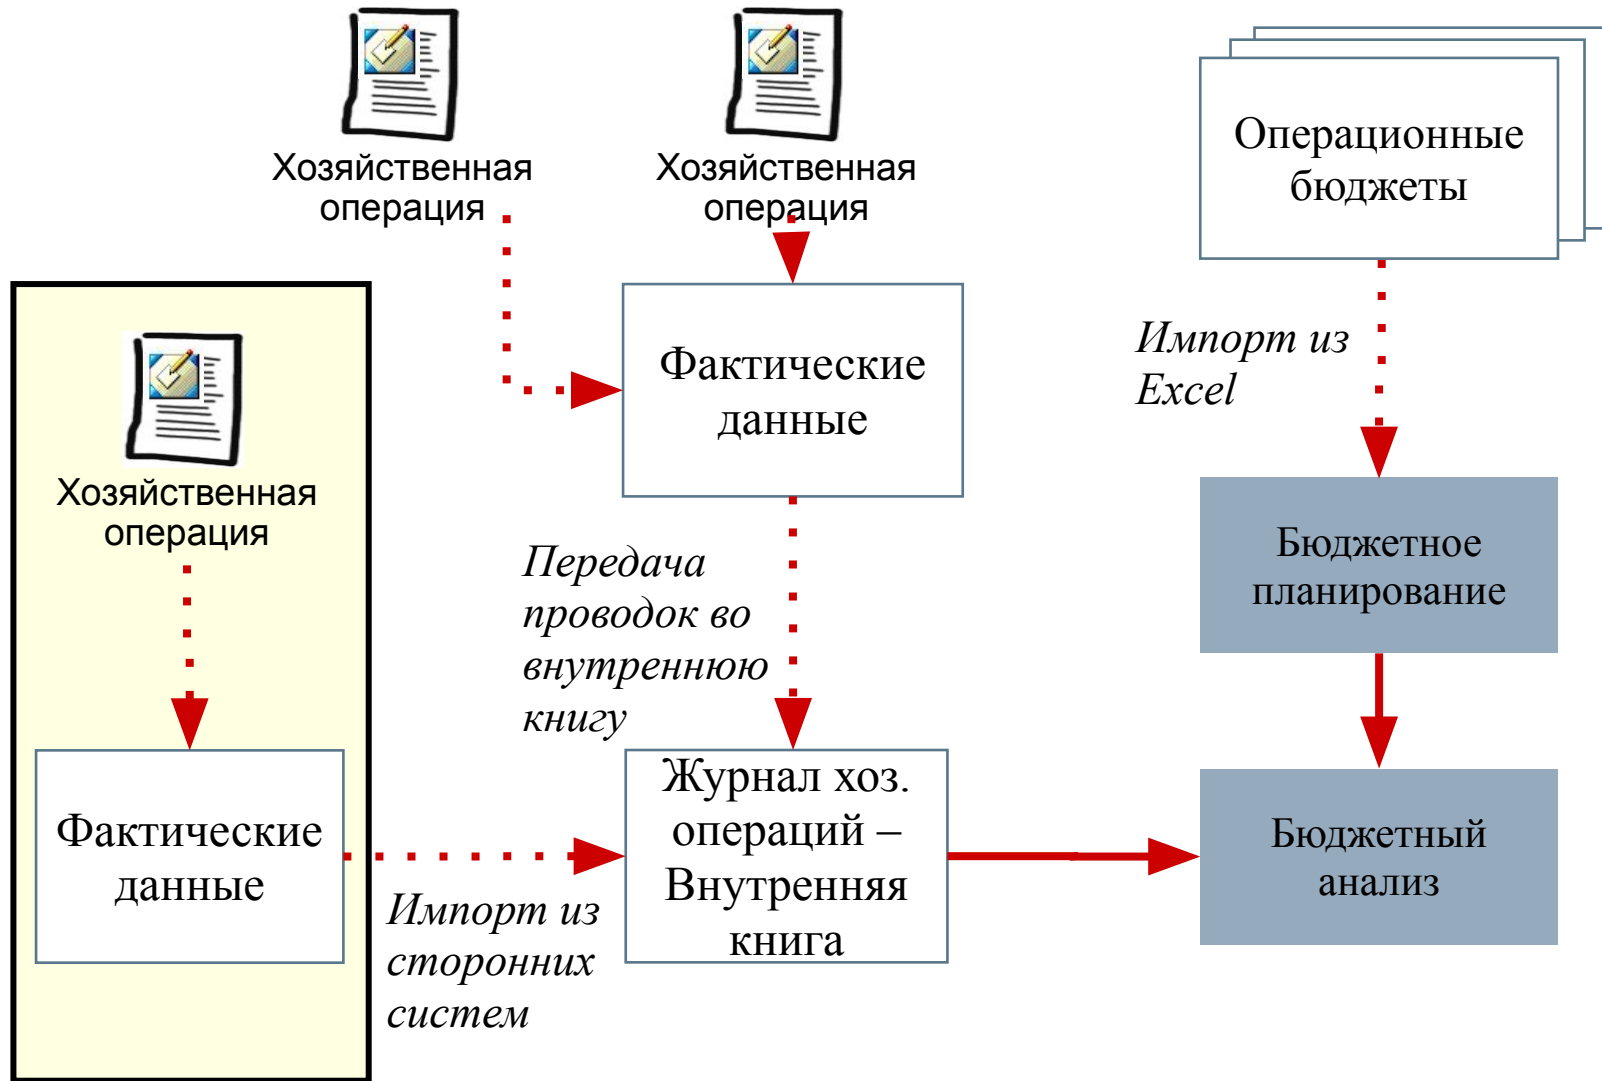 Хозяйственная
операция
Хозяйственная
операция
Операционные
бюджеты
Хозяйственная
операция
Фактические
данные
Импорт из
Excel
Передача
проводок во
внутреннюю
книгу
Бюджетное
планирование
Фактические
данные
Импорт из
сторонних
систем
Журнал хоз.
операций –
Внутренняя
книга
Бюджетный
анализ